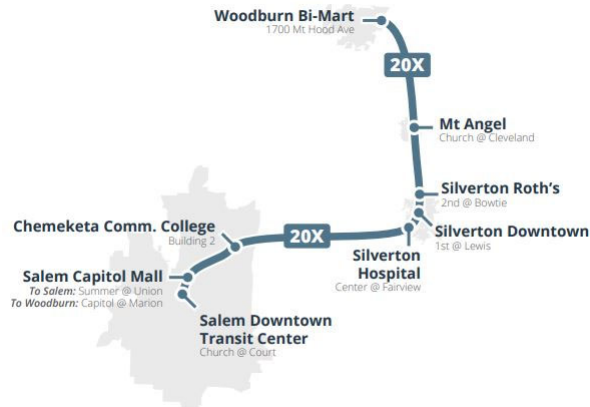 Woodburn Bi-Mart
1700 Mt Hood Ave
20X
Mt Angel
Church @ Cleveland
Silverton Roth's
2nd @ Bowtie
Silverton Downtown
1st @ Lewis
Silverton
Hospital
Center @ Fairview
20X
Chemeketa Comm. College
Building 2
Salem Capitol Mall
To Salem: Summer @ Union
To Woodburn: Capitol @ Marion
Salem Downtown
Transit Center
Church @ Court